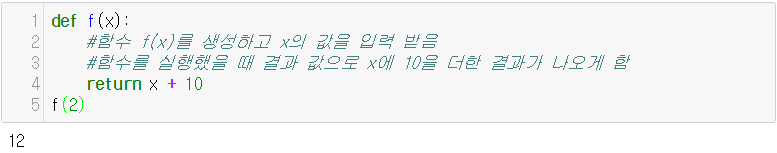 1 def f(x):
2     #함수 f(x)를 생성하고 x의 값을 입력 받음
3     #함수를 실행했을 때 결과 값으로 x에 10을 더한 결과가 나오게 함
4     return x + 10
5 f(2)
12